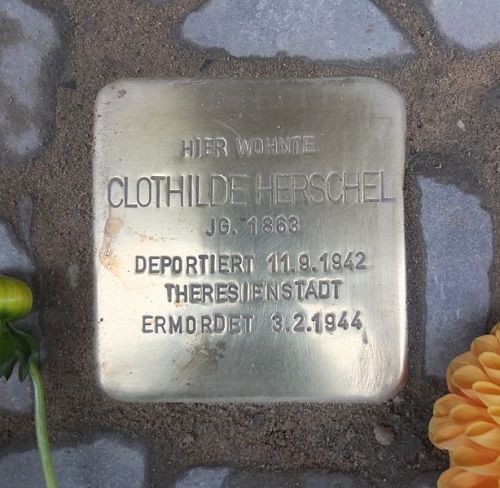 HIER WOHNTE
CLOTHILDE HERSCHEL
JG. 1863
DEPORTIERT 11.9.1942
THERESIENSTADT
ERMORDET 3.2.1944